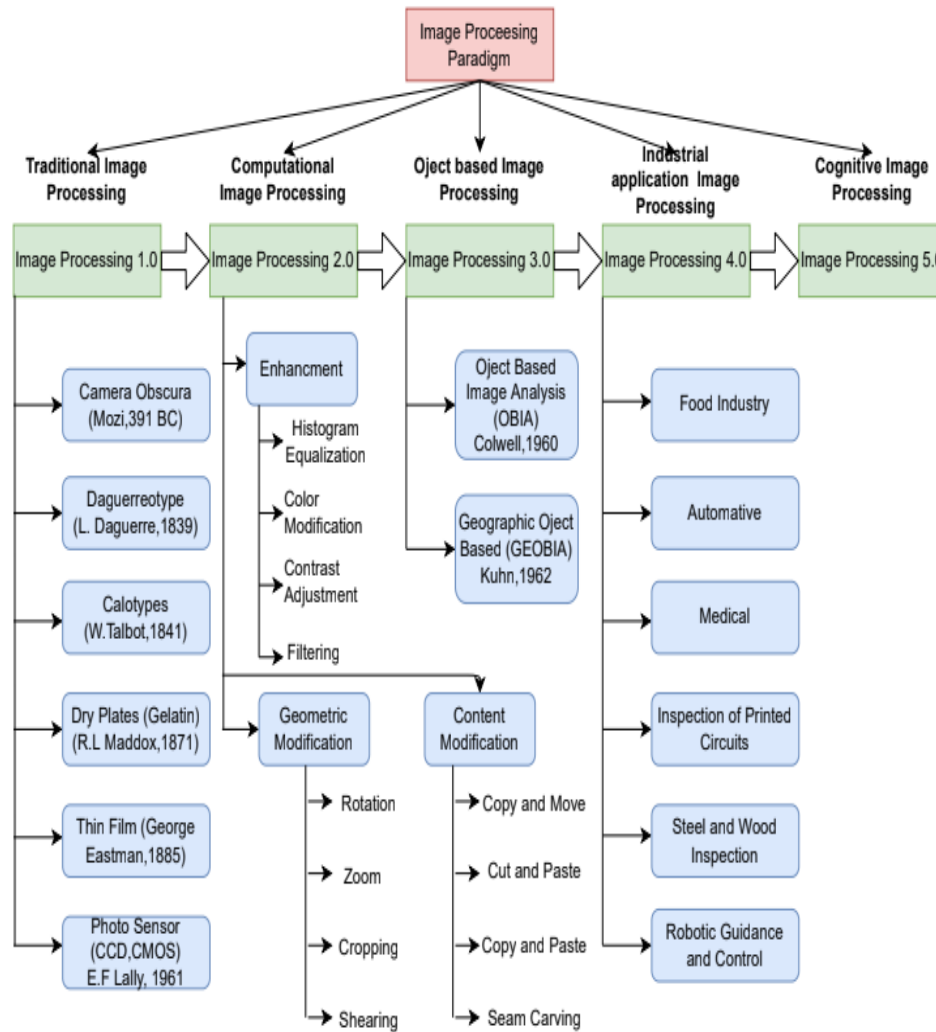 Image Proceesing
Paradigm
Traditional Image
Processing
Computational
Image Processing
Oject based Image
Processing
Industrial
application Image
Processing
Cognitive Image
Processing
Image Processing 1.0
Image Processing 2.0
Image Processing 3.0
Image Processing 4.0
Image Processing 5.0
Camera Obscura
(Mozi,391 BC)
Daguerreotype
(L. Daguerre,1839)
Calotypes
(W.Talbot,1841)
Dry Plates (Gelatin)
(R.L Maddox,1871)
Thin Film (George
Eastman,1885)
Photo Sensor
(CCD,CMOS)
E.F Lally, 1961
Enhancment
Histogram
Equalization
Color
Modification
Contrast
Adjustment
Filtering
Geometric
Modification
Rotation
Zoom
Cropping
Shearing
Content
Modification
Copy and Move
Cut and Paste
Copy and Paste
Seam Carving
Oject Based
Image Analysis
(OBIA)
Colwell,1960
Geographic Oject
Based (GEOBIA)
Kuhn,1962
Food Industry
Automative
Medical
Inspection of Printed
Circuits
Steel and Wood
Inspection
Robotic Guidance
and Control